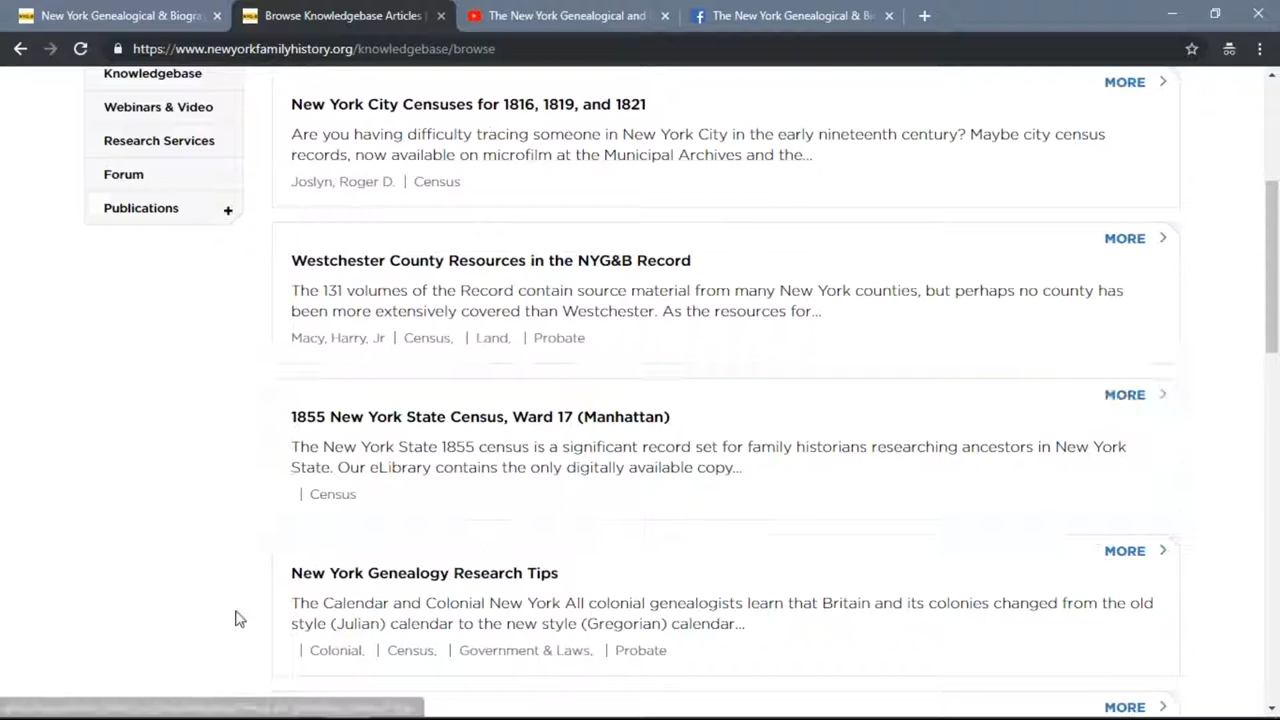 New York Genealogical & Biogra
Browse Knowledgebase Articles |
The New York Genealogical and
The New York Genealogical & Bi
https://www.newyorkfamilyhistory.org/knowledgebase/browse
Knowledgebase
Webinars & Video
Research Services
Forum
Publications +
MORE >
New York City Censuses for 1816, 1819, and 1821
Are you having difficulty tracing someone in New York City in the early nineteenth century? Maybe city census
records, now available on microfilm at the Municipal Archives and the...
Joslyn, Roger D. | Census
MORE >
Westchester County Resources in the NYG&B Record
The 131 volumes of the Record contain source material from many New York counties, but perhaps no county has
been more extensively covered than Westchester. As the resources for...
Macy, Harry, Jr | Census, | Land, | Probate
MORE >
1855 New York State Census, Ward 17 (Manhattan)
The New York State 1855 census is a significant record set for family historians researching ancestors in New York
State. Our eLibrary contains the only digitally available copy...
| Census
MORE >
New York Genealogy Research Tips
The Calendar and Colonial New York All colonial genealogists learn that Britain and its colonies changed from the old
style (Julian) calendar to the new style (Gregorian) calendar...
| Colonial, | Census, | Government & Laws, | Probate
MORE >